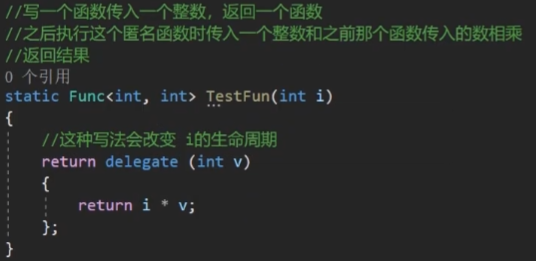 //写一个函数传入一个整数，返回一个函数
//之后执行这个匿名函数时传入一个整数和之前那个函数传入的数相乘
//返回结果
0 个引用
static Func<int, int> TestFun(int i)
{
//这种写法会改变 i的生命周期
return delegate (int v)
{
return i * v;
};
}